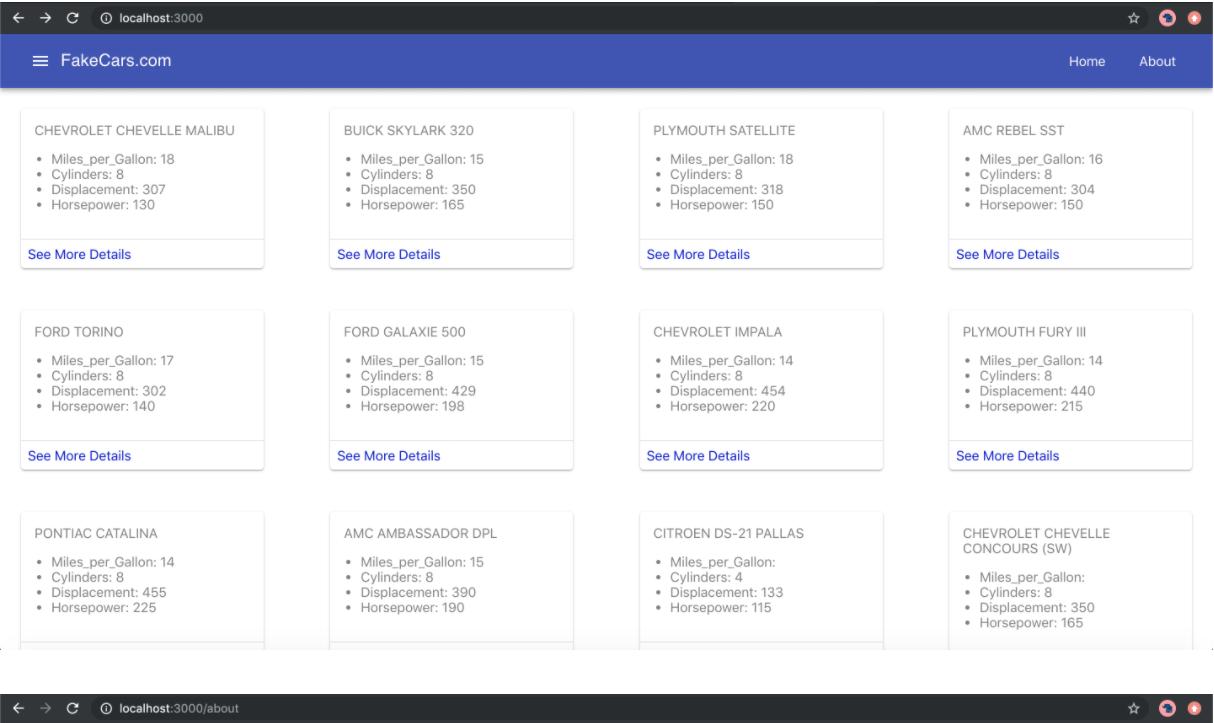 localhost:3000
FakeCars.com
Home
About
CHEVROLET CHEVELLE MALIBU
• Miles_per_Gallon: 18
• Cylinders: 8
• Displacement: 307
• Horsepower: 130
See More Details
BUICK SKYLARK 320
• Miles_per_Gallon: 15
• Cylinders: 8
• Displacement: 350
• Horsepower: 165
See More Details
PLYMOUTH SATELLITE
• Miles_per_Gallon: 18
• Cylinders: 8
• Displacement: 318
• Horsepower: 150
See More Details
AMC REBEL SST
• Miles_per_Gallon: 16
• Cylinders: 8
• Displacement: 304
• Horsepower: 150
See More Details
FORD TORINO
• Miles_per_Gallon: 17
• Cylinders: 8
• Displacement: 302
• Horsepower: 140
See More Details
FORD GALAXIE 500
• Miles_per_Gallon: 15
• Cylinders: 8
• Displacement: 429
• Horsepower: 198
See More Details
CHEVROLET IMPALA
• Miles_per_Gallon: 14
• Cylinders: 8
• Displacement: 454
• Horsepower: 220
See More Details
PLYMOUTH FURY III
• Miles_per_Gallon: 14
• Cylinders: 8
• Displacement: 440
• Horsepower: 215
See More Details
PONTIAC CATALINA
• Miles_per_Gallon: 14
• Cylinders: 8
• Displacement: 455
• Horsepower: 225
AMC AMBASSADOR DPL
• Miles_per_Gallon: 15
• Cylinders: 8
• Displacement: 390
• Horsepower: 190
CITROEN DS-21 PALLAS
• Miles_per_Gallon:
• Cylinders: 4
• Displacement: 133
• Horsepower: 115
CHEVROLET CHEVELLE
CONCOURS (SW)
• Miles_per_Gallon:
• Cylinders: 8
• Displacement: 350
• Horsepower: 165
localhost:3000/about